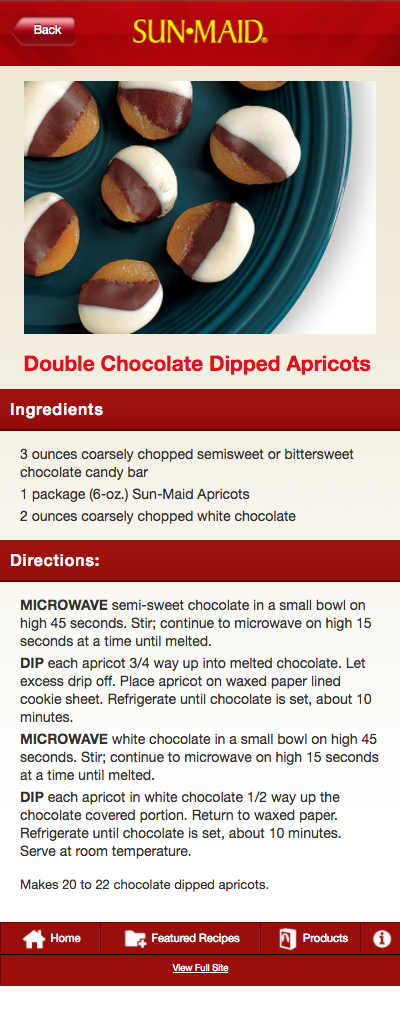 Back
SUN•MAID®
Double Chocolate Dipped Apricots
Ingredients
3 ounces coarsely chopped semisweet or bittersweet
chocolate candy bar
1 package (6-oz.) Sun-Maid Apricots
2 ounces coarsely chopped white chocolate
Directions:
MICROWAVE semi-sweet chocolate in a small bowl on
high 45 seconds. Stir; continue to microwave on high 15
seconds at a time until melted.
DIP each apricot 3/4 way up into melted chocolate. Let
excess drip off. Place apricot on waxed paper lined
cookie sheet. Refrigerate until chocolate is set, about 10
minutes.
MICROWAVE white chocolate in a small bowl on high 45
seconds. Stir; continue to microwave on high 15 seconds
at a time until melted.
DIP each apricot in white chocolate 1/2 way up the
chocolate covered portion. Return to waxed paper.
Refrigerate until chocolate is set, about 10 minutes.
Serve at room temperature.
Makes 20 to 22 chocolate dipped apricots.
Home Featured Recipes Products i
View Full Site